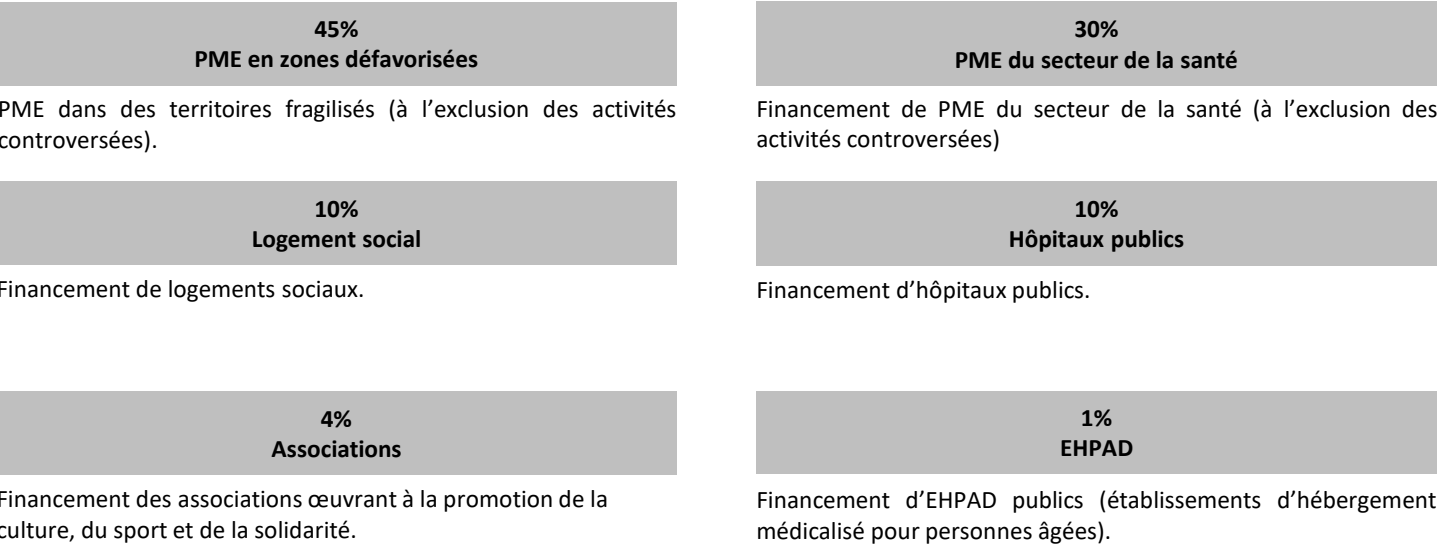 45%
PME en zones défavorisées
PME dans des territoires fragilisés (à l’exclusion des activités
controversées).
30%
PME du secteur de la santé
Financement de PME du secteur de la santé (à l’exclusion des
activités controversées)
10%
Logement social
Financement de logements sociaux.
10%
Hôpitaux publics
Financement d’hôpitaux publics.
4%
Associations
Financement des associations œuvrant à la promotion de la
culture, du sport et de la solidarité.
1%
EHPAD
Financement d’EHPAD publics (établissements d’hébergement
médicalisé pour personnes âgées).